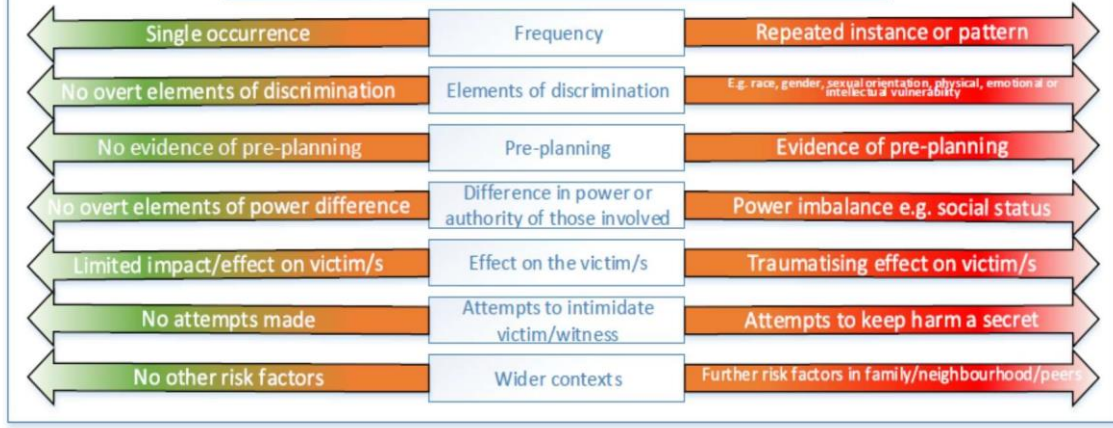 Single occurrence
Frequency
Repeated instance or pattern
No overt elements of discrimination
Elements of discrimination
E.g. race, gender, sexual orientation, physical, emotional or
intellectual vulnerability
No evidence of pre-planning
Pre-planning
Evidence of pre-planning
No overt elements of power difference
Difference in power or
authority of those involved
Power imbalance e.g. social status
Limited impact/effect on victim/s
Effect on the victim/s
Traumatising effect on victim/s
No attempts made
Attempts to intimidate
victim/witness
Attempts to keep harm a secret
No other risk factors
Wider contexts
Further risk factors in family/neighbourhood/peers